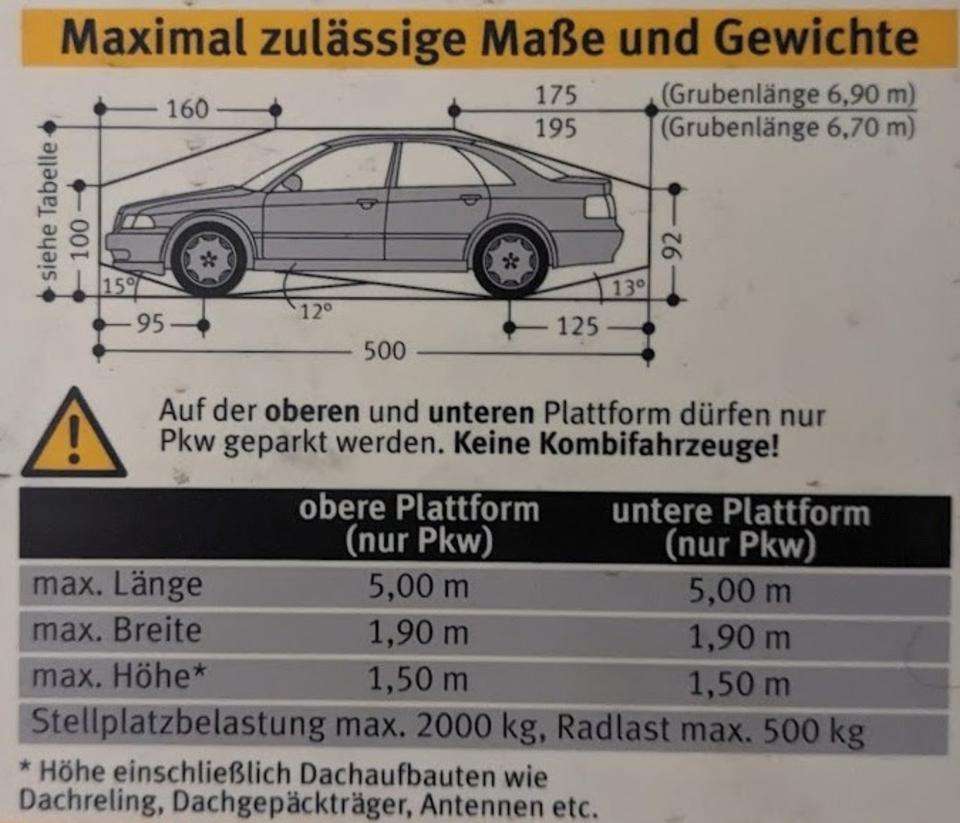 Maximal zulässige Maße und Gewichte
160
175 (Grubenlänge 6,90 m)
195 (Grubenlänge 6,70 m)
siehe Tabelle
100
92
15°
12°
13°
95
125
500
Auf der oberen und unteren Plattform dürfen nur
Pkw geparkt werden. Keine Kombifahrzeuge!
obere Plattform untere Plattform
(nur Pkw) (nur Pkw)
max. Länge 5,00 m 5,00 m
max. Breite 1,90 m 1,90 m
max. Höhe* 1,50 m 1,50 m
Stellplatzbelastung max. 2000 kg, Radlast max. 500 kg
* Höhe einschließlich Dachaufbauten wie
Dachreling, Dachgepäckträger, Antennen etc.